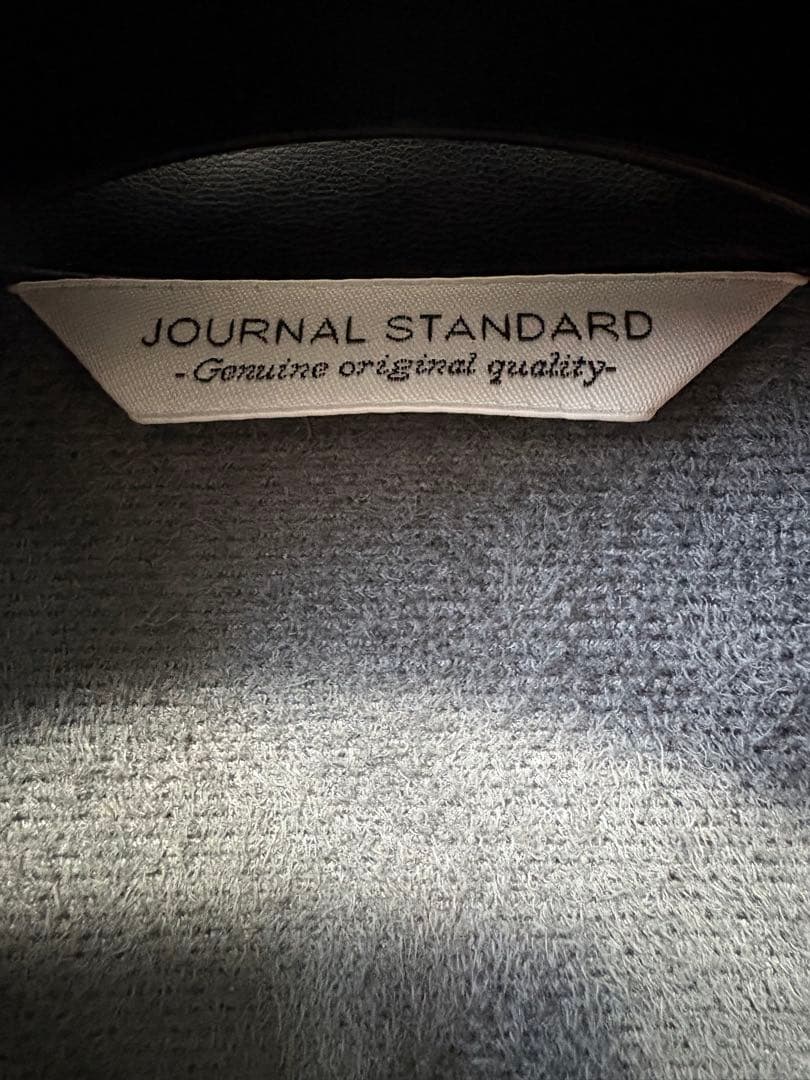 JOURNAL STANDARD
-Genuine original quality-